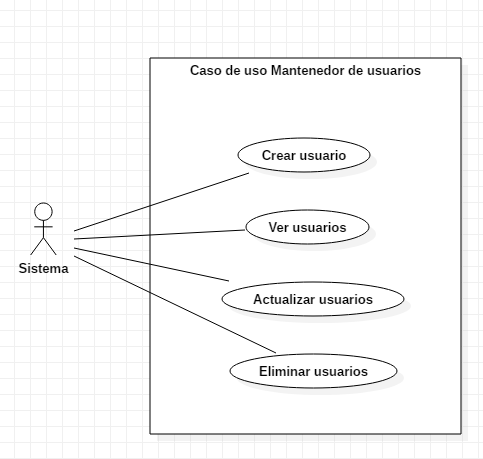 Caso de uso Mantenedor de usuarios
Crear usuario
Ver usuarios
Sistema
Actualizar usuarios
Eliminar usuarios